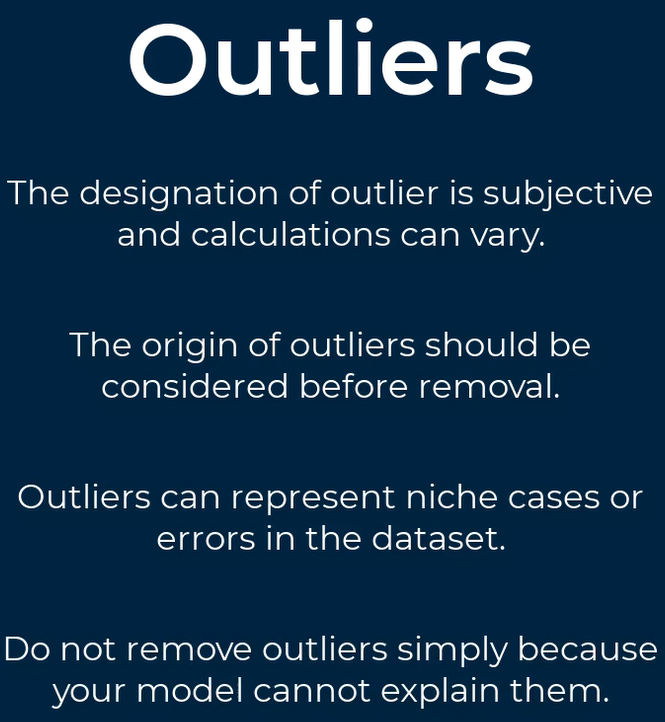 Outliers
The designation of outlier is subjective
and calculations can vary.
The origin of outliers should be
considered before removal.
Outliers can represent niche cases or
errors in the dataset.
Do not remove outliers simply because
your model cannot explain them.